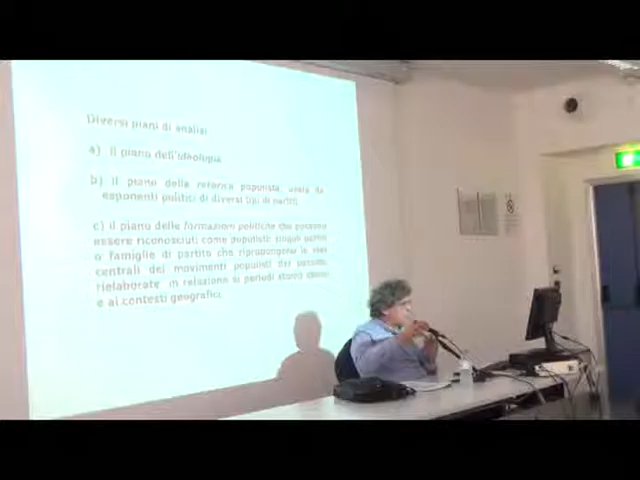 Diversi piani di analisi
a) il piano dell'ideologia
b) il piano della retorica populista, usata da
esponenti politici di diversi tipi di partiti
c) il piano delle formazioni politiche che possono
essere riconosciuti come populisti: singoli partiti
o famiglie di partito che ripropongono le idee
centrali dei movimenti populisti del passato,
rielaborate in relazione ai periodi storici
e ai contesti geografici